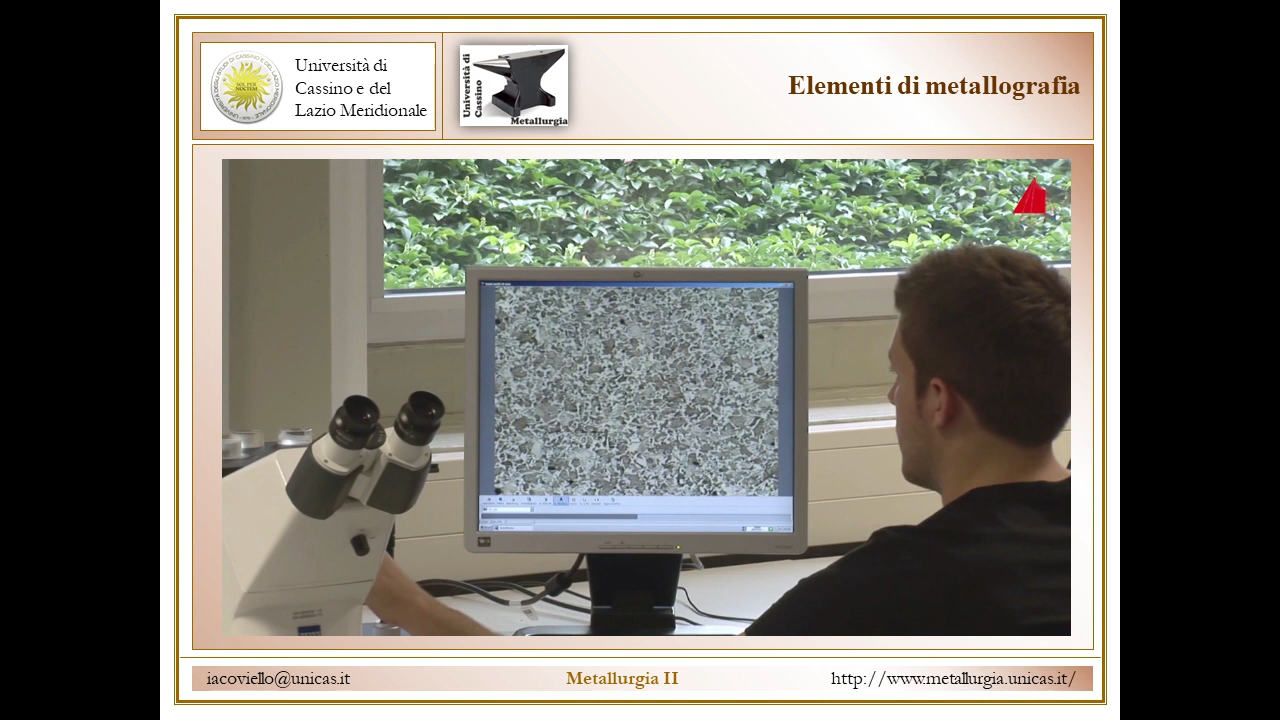 Università di
Cassino e del
Lazio Meridionale
Università di
Cassino
Metallurgia
Elementi di metallografia
iacoviello@unicas.it
Metallurgia II
http://www.metallurgia.unicas.it/